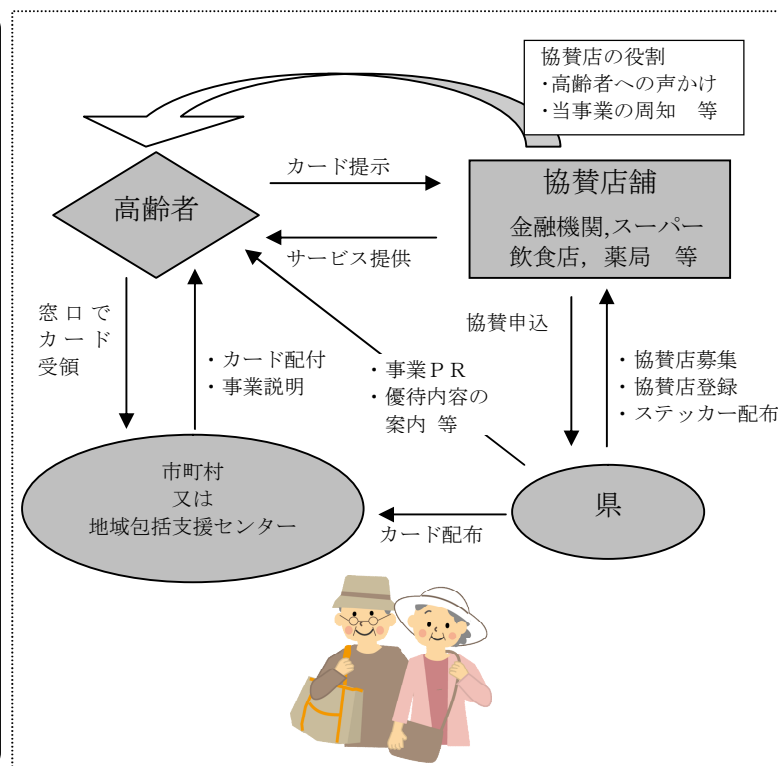 協賛店の役割
・高齢者への声かけ
・当事業の周知　等
カード提示
高齢者
協賛店舗
金融機関,スーパー
飲食店，薬局　等
サービス提供
窓口で
カード
受領
・カード配付
・事業説明
・事業ＰＲ
・優待内容の
案内 等
協賛申込
・協賛店募集
・協賛店登録
・ステッカー配布
市町村
又は
地域包括支援センター
県
カード配布